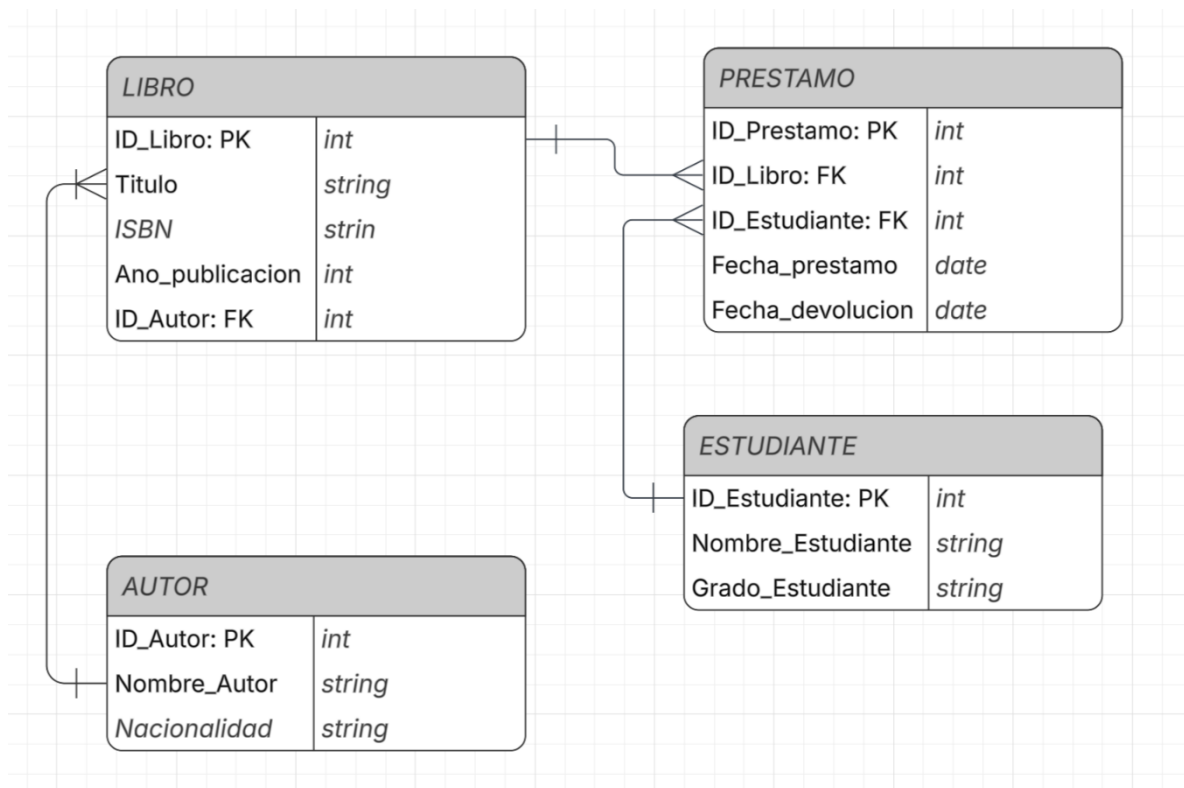 LIBRO
ID_Libro: PK int
Titulo string
ISBN strin
Ano_publicacion int
ID_Autor: FK int
PRESTAMO
ID_Prestamo: PK int
ID_Libro: FK int
ID_Estudiante: FK int
Fecha_prestamo date
Fecha_devolucion date
ESTUDIANTE
ID_Estudiante: PK int
Nombre_Estudiante string
Grado_Estudiante string
AUTOR
ID_Autor: PK int
Nombre_Autor string
Nacionalidad string